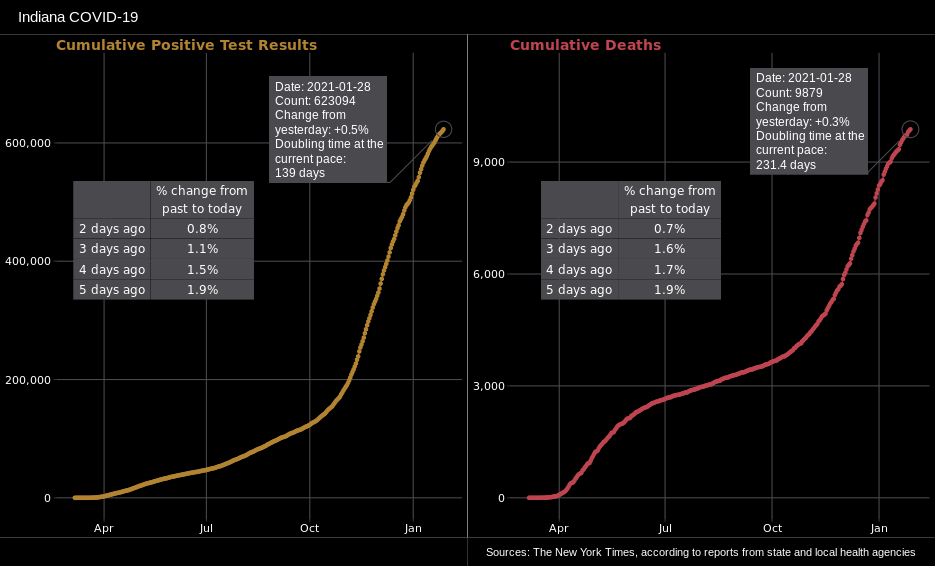 Indiana COVID-19
Cumulative Positive Test Results
Date: 2021-01-28
Count: 623094
Change from
yesterday: +0.5%
Doubling time at the
current pace:
139 days
% change from
past to today
2 days ago 0.8%
3 days ago 1.1%
4 days ago 1.5%
5 days ago 1.9%
600,000
400,000
200,000
0
Apr Jul Oct Jan
Cumulative Deaths
Date: 2021-01-28
Count: 9879
Change from
yesterday: +0.3%
Doubling time at the
current pace:
231.4 days
% change from
past to today
2 days ago 0.7%
3 days ago 1.6%
4 days ago 1.7%
5 days ago 1.9%
9,000
6,000
3,000
0
Apr Jul Oct Jan
Sources: The New York Times, according to reports from state and local health agencies